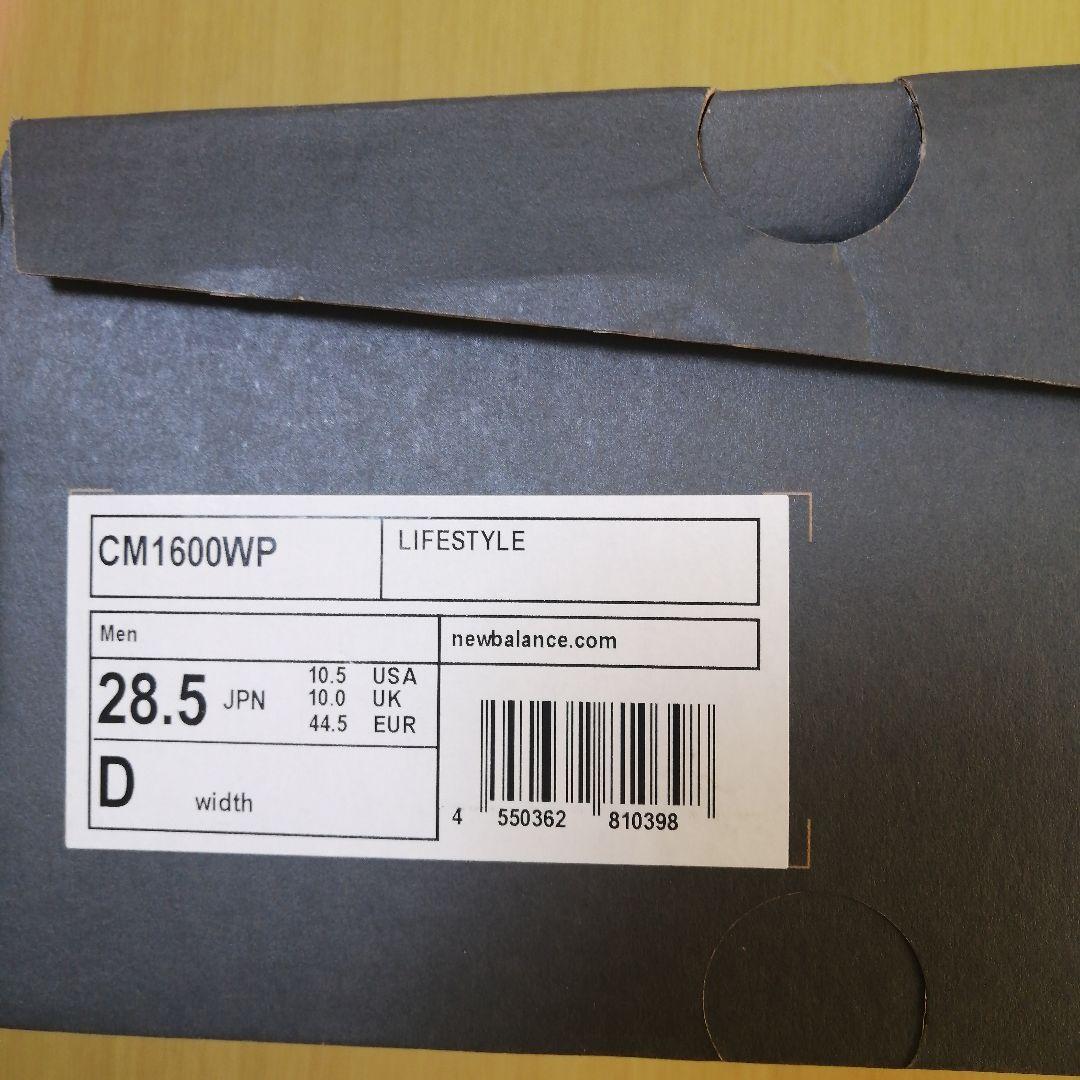 CM1600WP
LIFESTYLE
Men
newbalance.com
28.5 JPN
10.5 USA
10.0 UK
44.5 EUR
D width
4 550362 810398